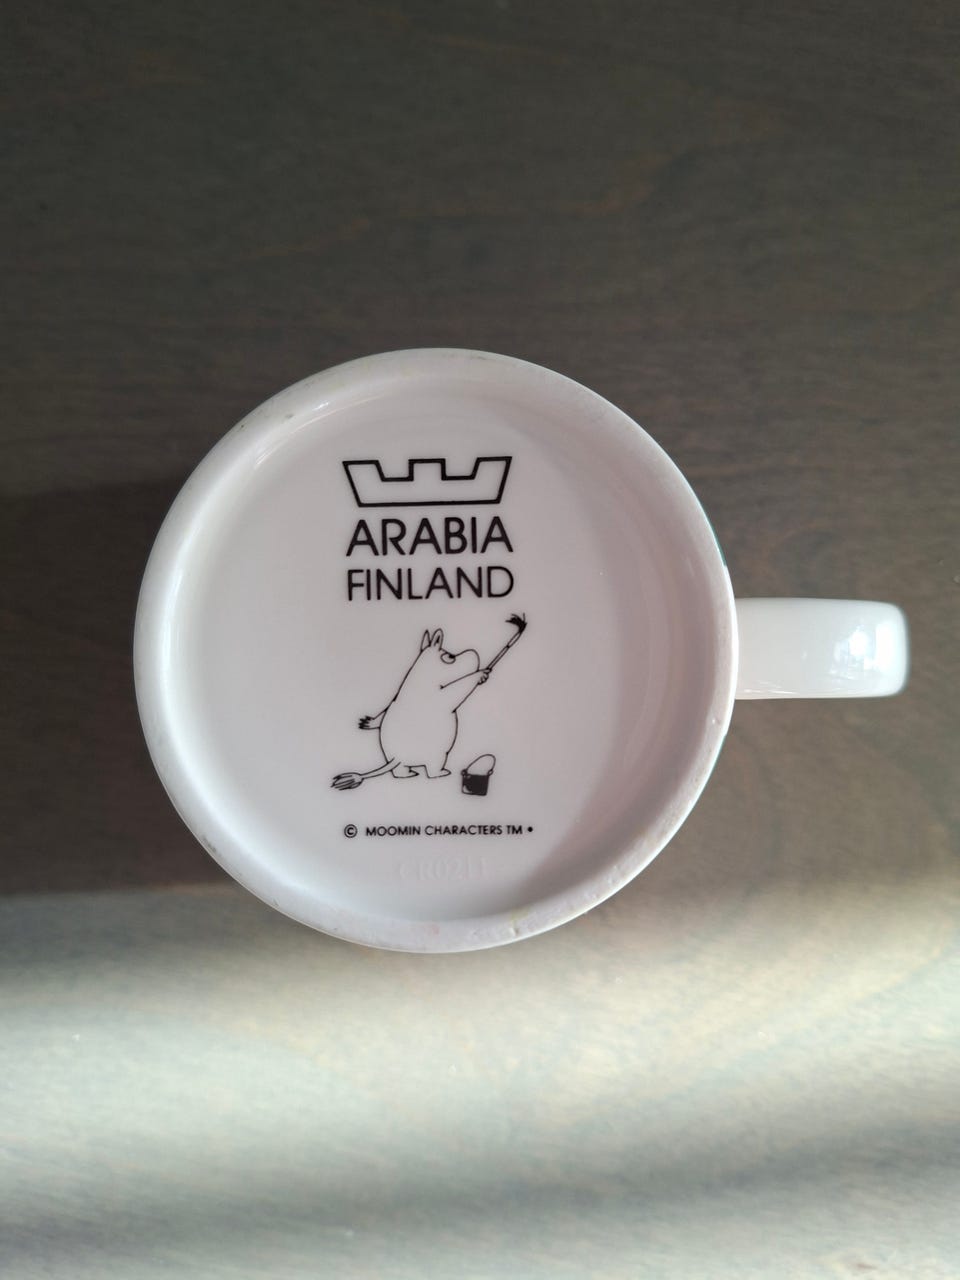 ARABIA
FINLAND
© MOOMIN CHARACTERS TM •